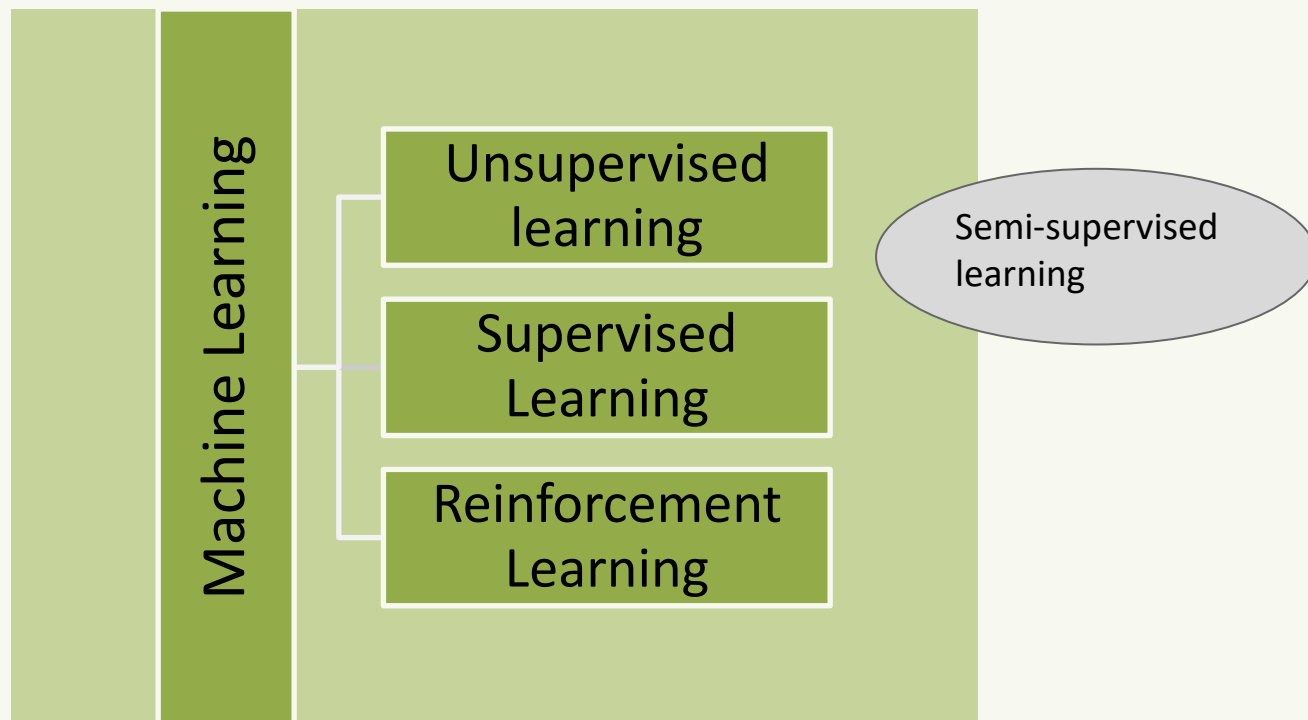 Machine Learning
Unsupervised
learning
Supervised
Learning
Reinforcement
Learning
Semi-supervised
learning